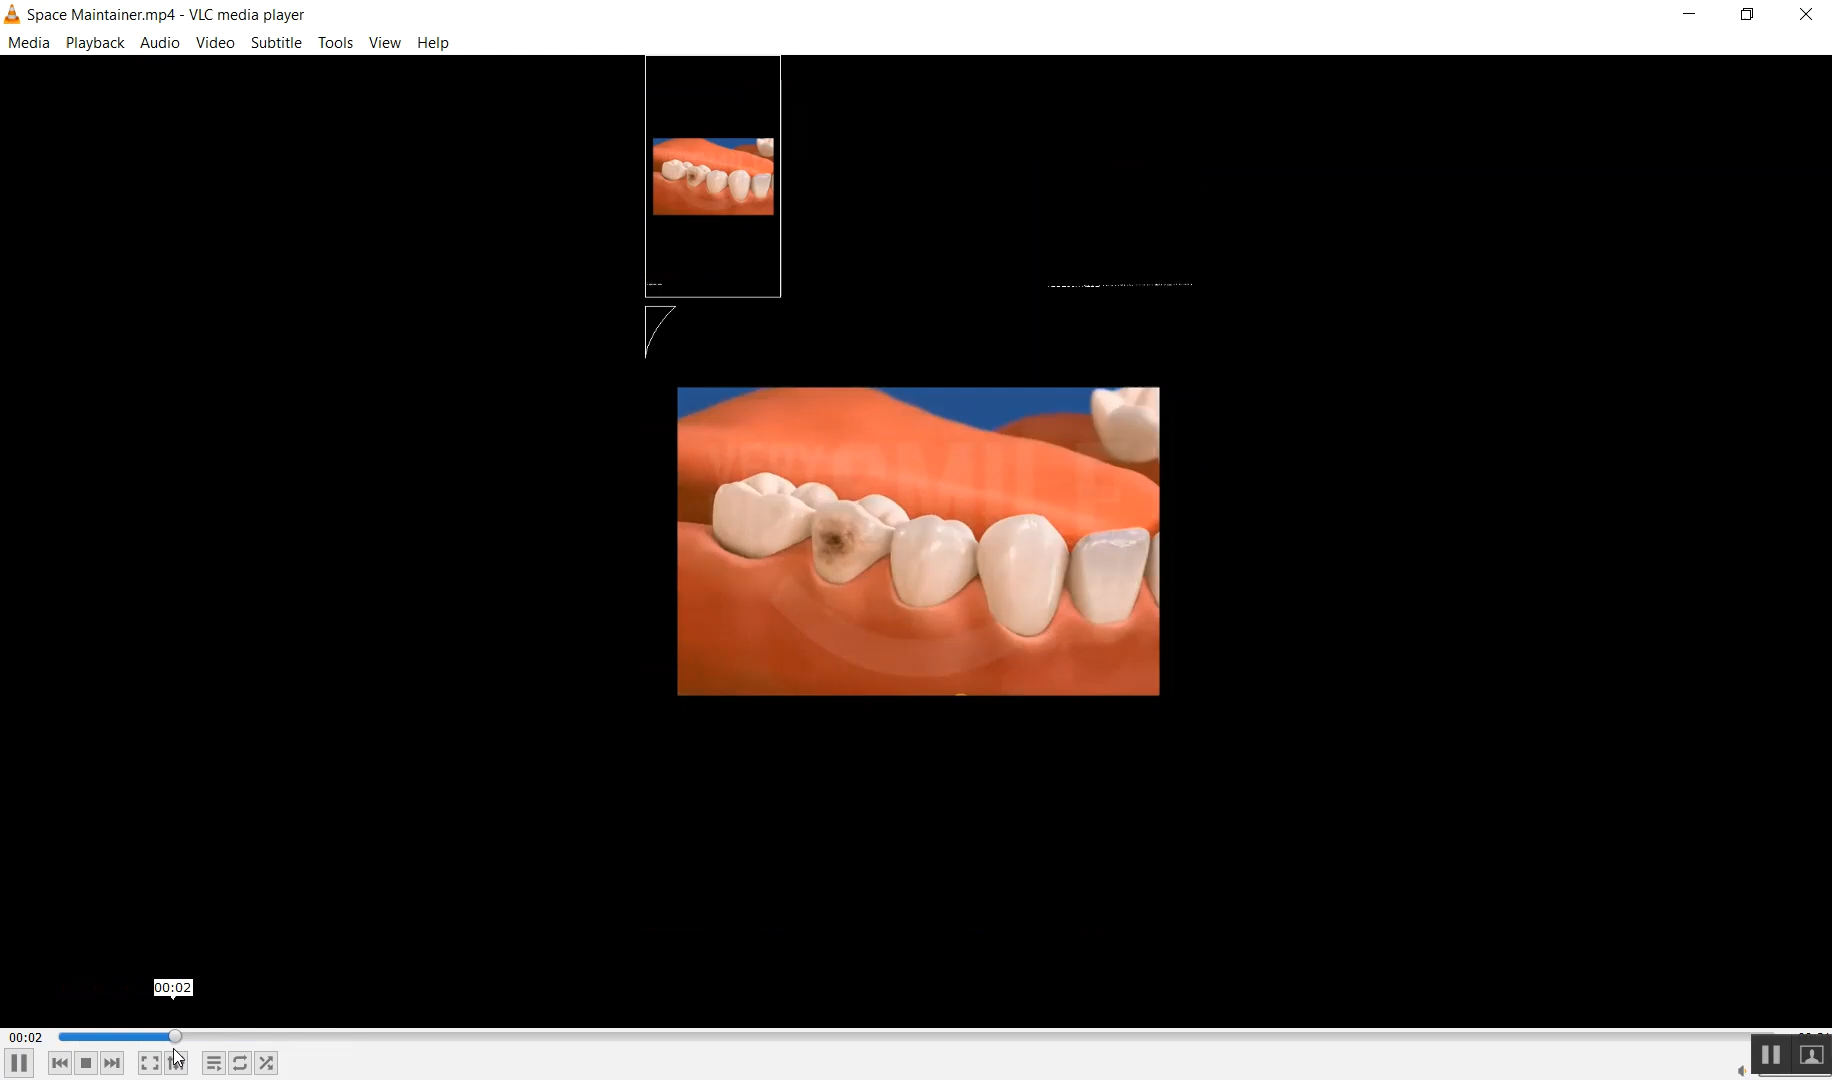 Space Maintainer.mp4 - VLC media player
Media Playback Audio Video Subtitle Tools View Help
00:02
00:02